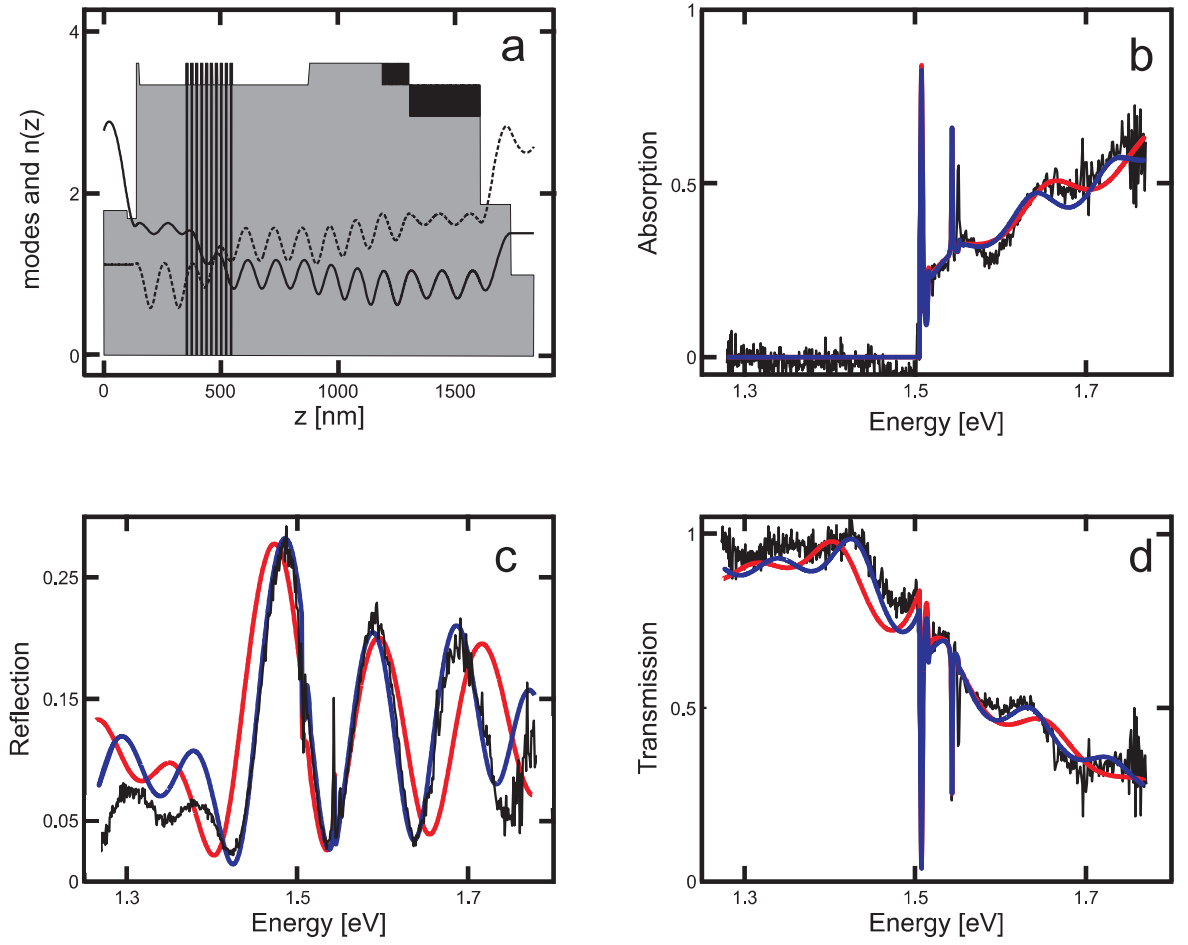 a
4
2
0
modes and n(z)
0
500
1000
1500
z [nm]
b
1
0.5
0
Absorption
1.3
1.5
1.7
Energy [eV]
c
0.25
0.15
0.05
0
Reflection
1.3
1.5
1.7
Energy [eV]
d
1
0.5
0
Transmission
1.3
1.5
1.7
Energy [eV]